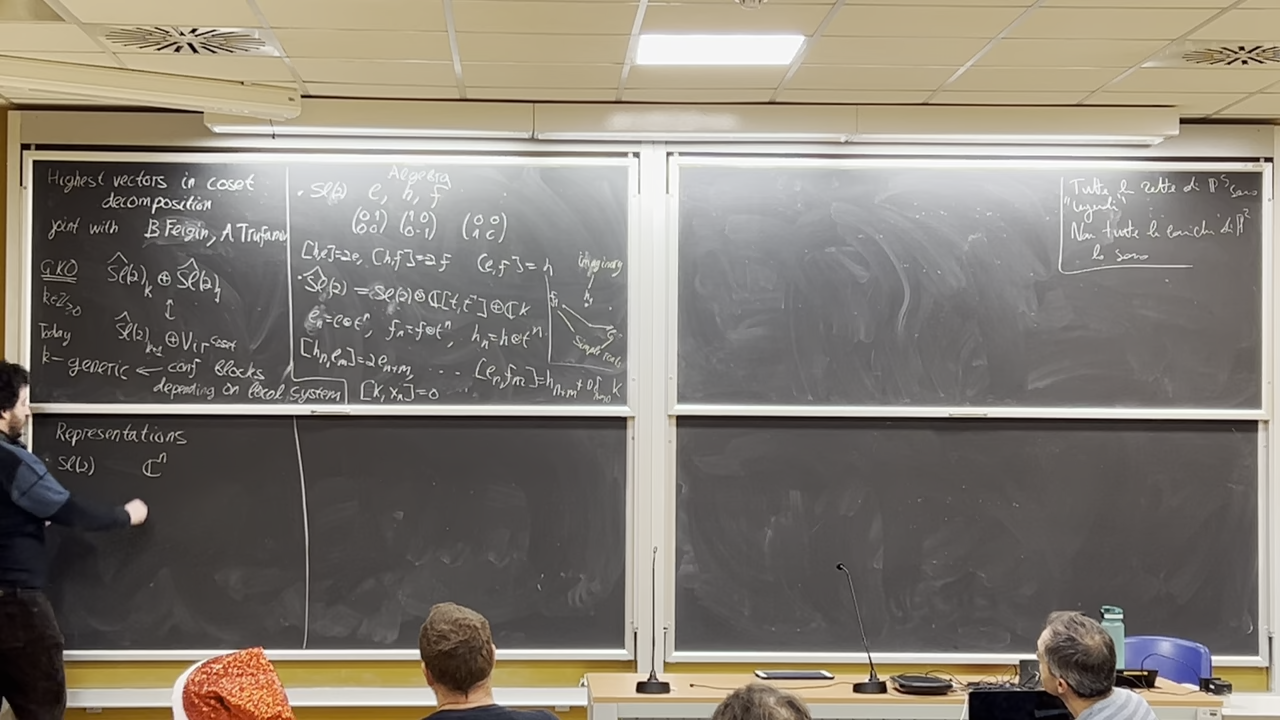 Highest vectors in coset
decomposition
joint with B Feigin, A Trufanov
GKO
k∈Z≥0
ŝl(2)k ⊕ ŝl(2)1
↕
ŝl(2)k+1 ⊕ Vir coset
Today
k – generic ← conf blocks
depending on local system
Algebra
· sl(2) e, h, f
(0 1 / 0 0) (1 0 / 0 -1) (0 0 / 1 0)
[h,e]=2e, [h,f]=2f [e,f]=h
· ŝl(2) = sl(2)⊗ℂ[t,t⁻¹]⊕ℂK
eₙ=e⊗tⁿ, fₙ=f⊗tⁿ, hₙ=h⊗tⁿ
[hₙ,eₘ]=2eₙ₊ₘ, ... [eₙ,fₘ]=hₙ₊ₘ+
[K,xₙ]=0
imaginary
h₁
f₁
Simple roots
Representations
· sl(2) ℂⁿ
Tutte le rette di ℙ⁵ sono
"uguali"
Non tutte le coniche di ℙ²
lo sono